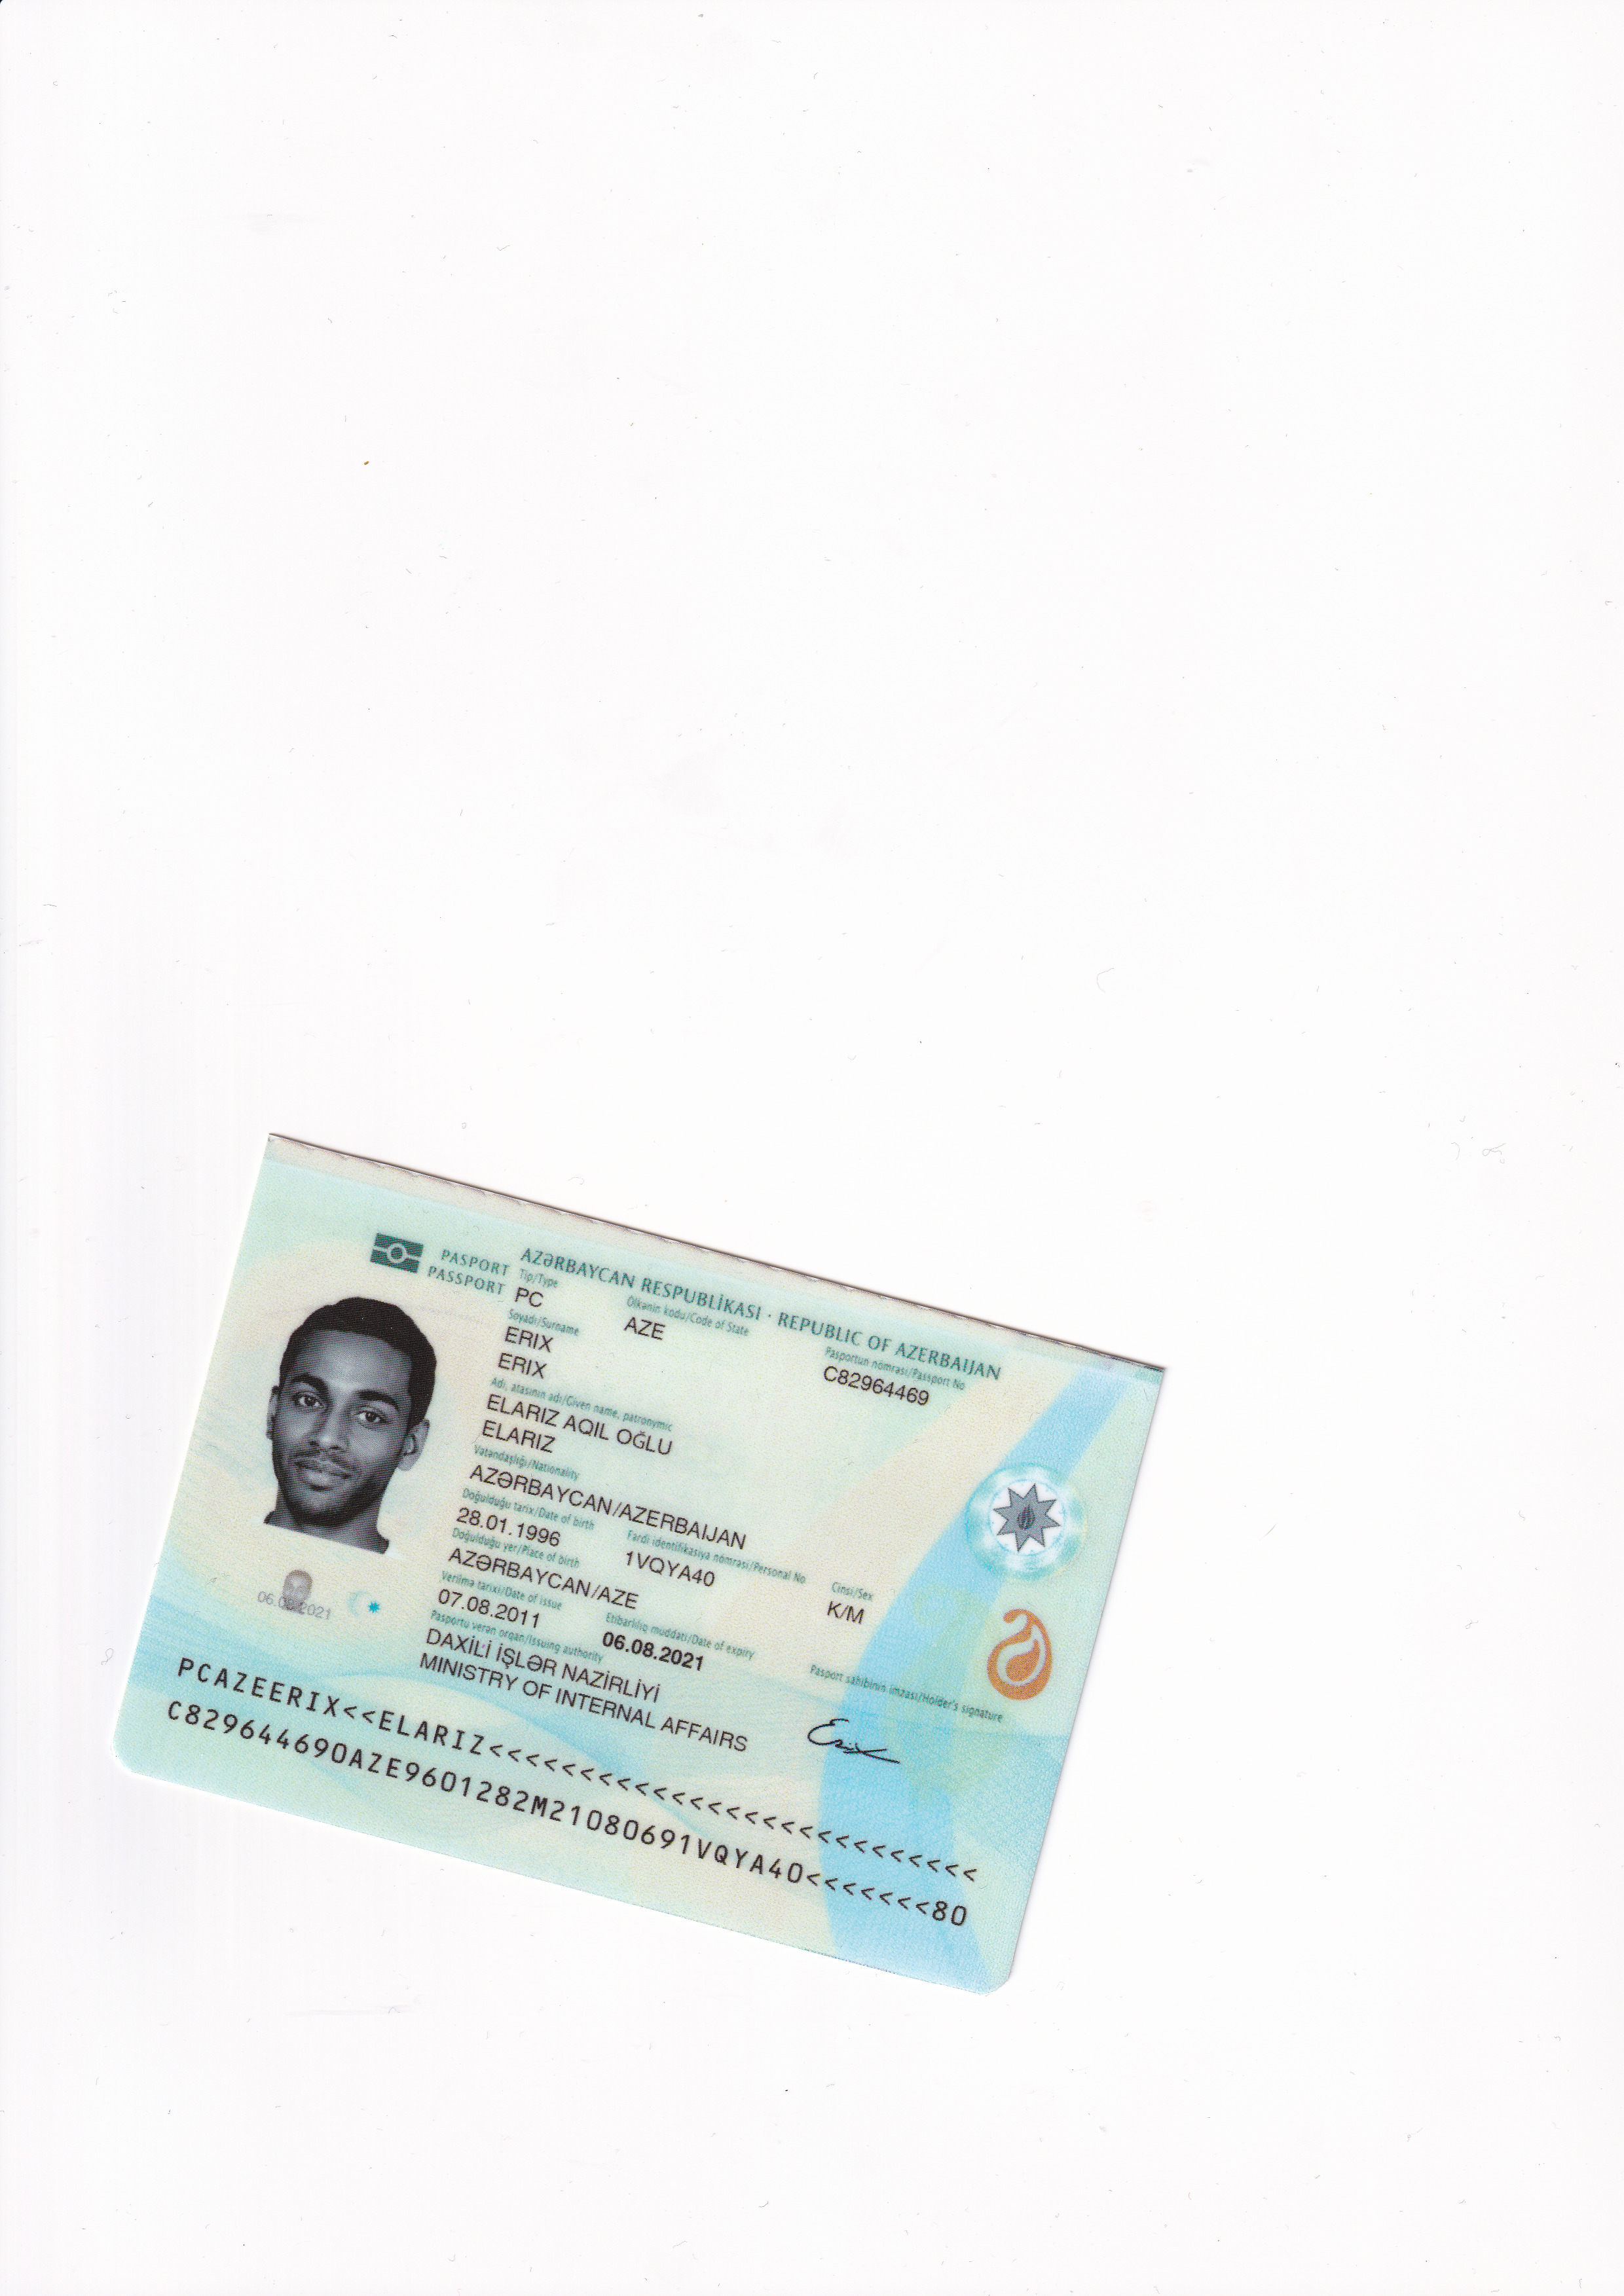 AZƏRBAYCAN RESPUBLİKASI · REPUBLIC OF AZERBAIJAN
PASPORT
PASSPORT
Tip/Type
PC
Ölkənin kodu/Code of State
AZE
Pasportun nömrəsi/Passport No
C82964469
Soyadı/Surname
ERIX
ERIX
Adı, atasının adı/Given name, patronymic
ELARIZ AQIL OĞLU
ELARIZ
Vətəndaşlığı/Nationality
AZƏRBAYCAN/AZERBAIJAN
Doğulduğu tarix/Date of birth
28.01.1996
Fərdi identifikasiya nömrəsi/Personal No
1VQYA40
Cinsi/Sex
K/M
Doğulduğu yer/Place of birth
AZƏRBAYCAN/AZE
Verilmə tarixi/Date of issue
07.08.2011
Etibarlılıq müddəti/Date of expiry
06.08.2021
Pasportu verən orqan/Issuing authority
DAXİLİ İŞLƏR NAZİRLİYİ
MINISTRY OF INTERNAL AFFAIRS
Pasport sahibinin imzası/Holder's signature
Erix
06.08.2021
PCAZEERIX<<ELARIZ<<<<<<<<<<<<<<<<<<<<<<<<<<<
C829644690AZE9601282M21080691VQYA40<<<<<<<80